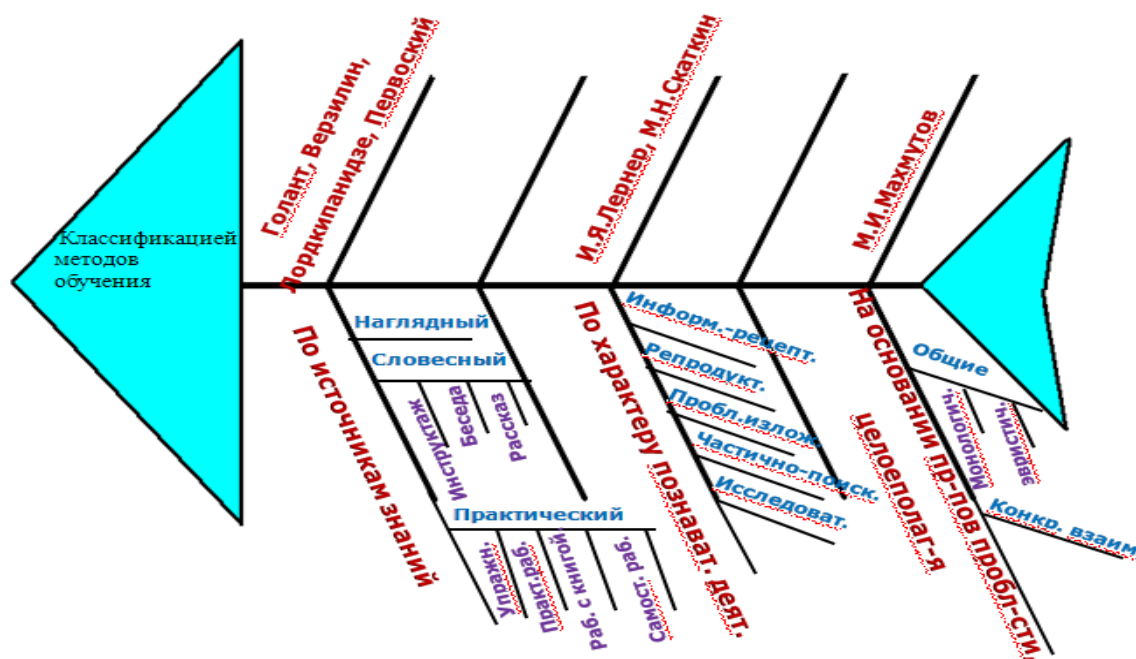 Классификацией
методов
обучения
Голант, Верзилин,
Лордкипанидзе, Первоский
По источникам знаний
Наглядный
Словесный
Инструктаж
Беседа
Рассказ
Практический
Упражн.
Практ.раб.
Раб. с книгой.
Самост. раб.
И.Я.Лернер, М.Н.Скаткин
По характеру познават. деят.
Информ.-рецепт.
Репродукт.
Пробл.излож.
Частично-поиск.
Исследоват.
М.И.Махмутов
На основании пр-пов пробл-сти,
целоеполаг-я
Общие
Монологич.
эвристич.
Конкр. взаим